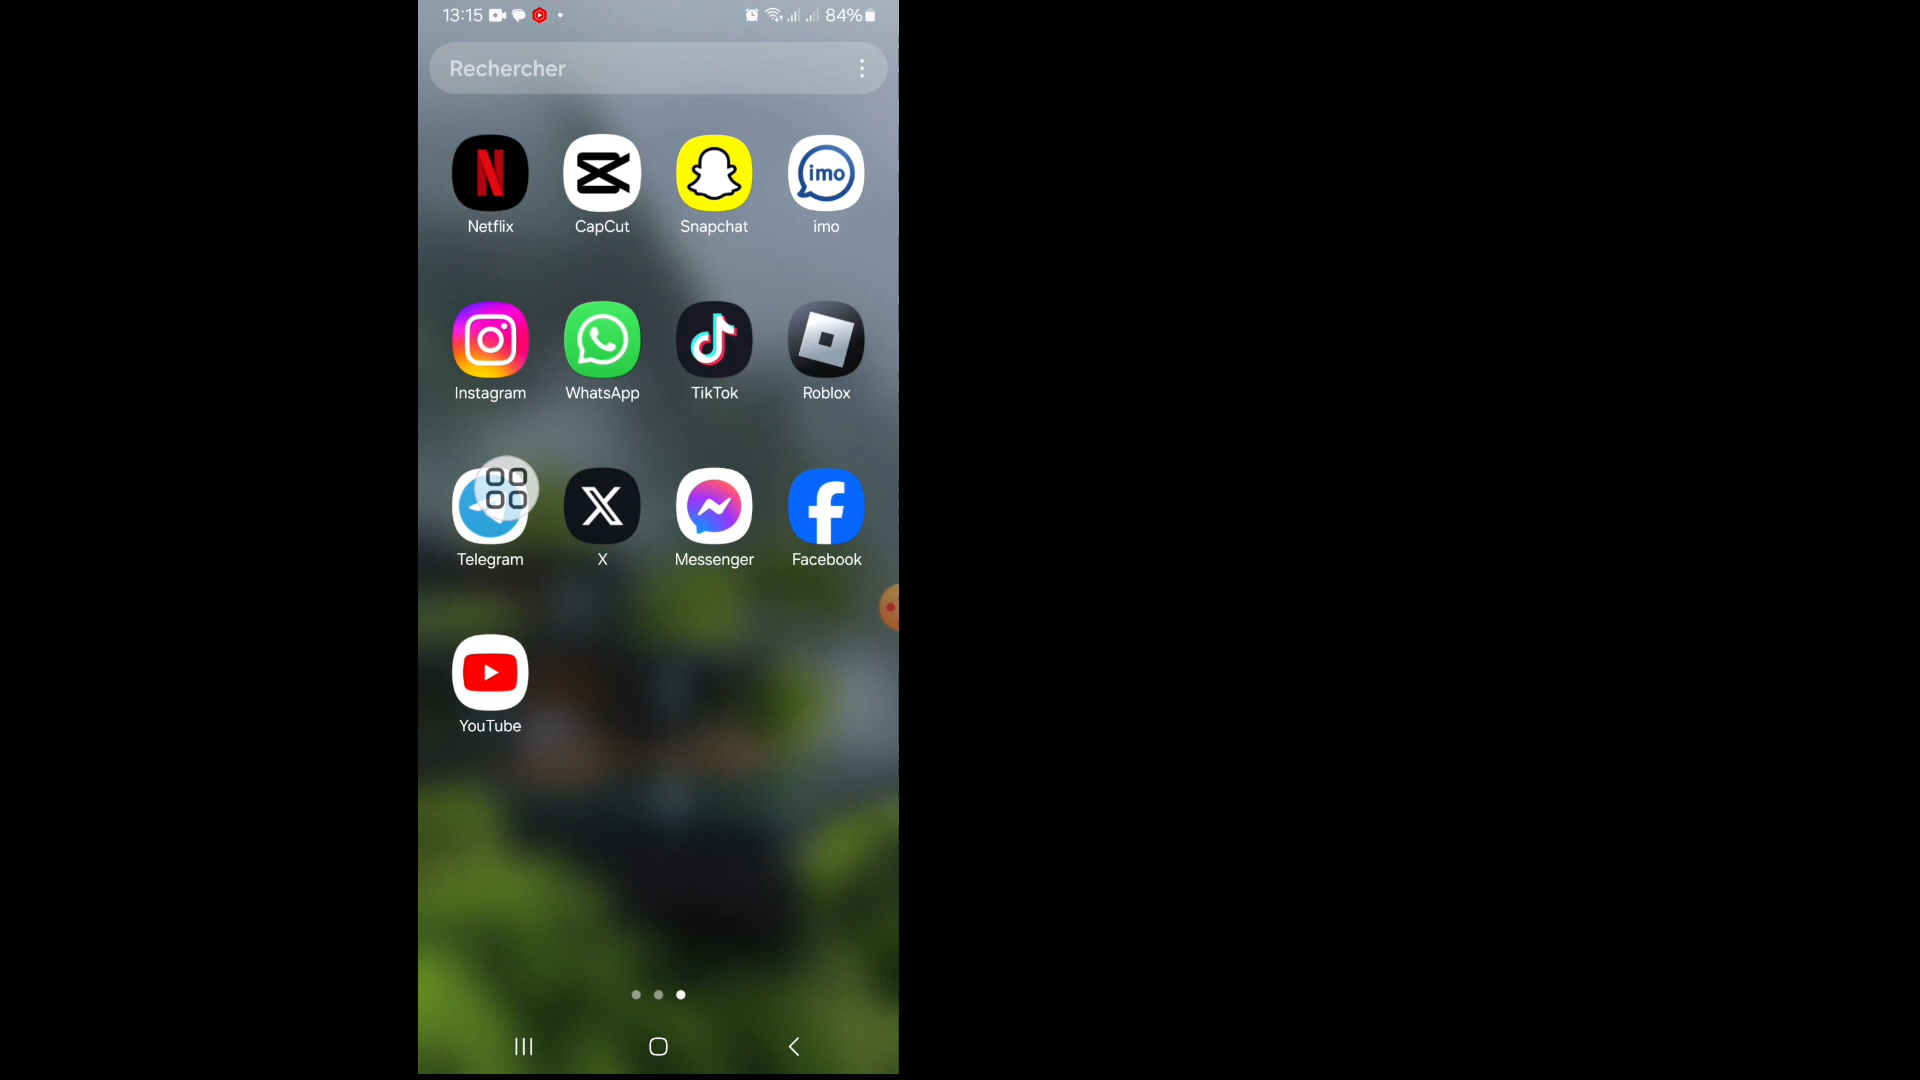 13:15 84%
Rechercher
Netflix CapCut Snapchat imo
Instagram WhatsApp TikTok Roblox
Telegram X Messenger Facebook
YouTube